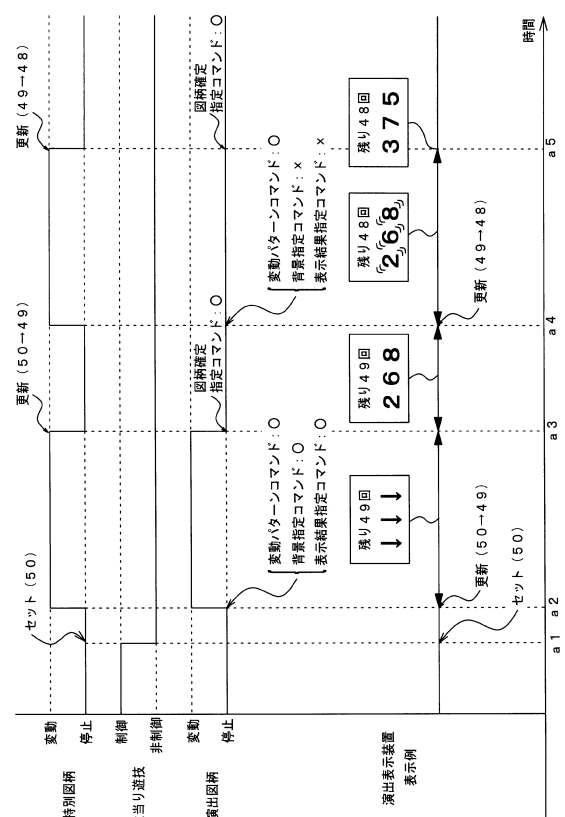 特別図柄
変動
停止
当り遊技
制御
非制御
演出図柄
変動
停止
演出表示装置
表示例
セット(50)
更新(50→49)
更新(49→48)
変動パターンコマンド:○
背景指定コマンド:○
表示結果指定コマンド:○
図柄確定
指定コマンド:○
変動パターンコマンド:○
背景指定コマンド:×
表示結果指定コマンド:×
図柄確定
指定コマンド:○
残り49回
↓↓↓
残り49回
268
残り48回
268
残り48回
375
セット(50)
更新(50→49)
更新(49→48)
a1
a2
a3
a4
a5
時間